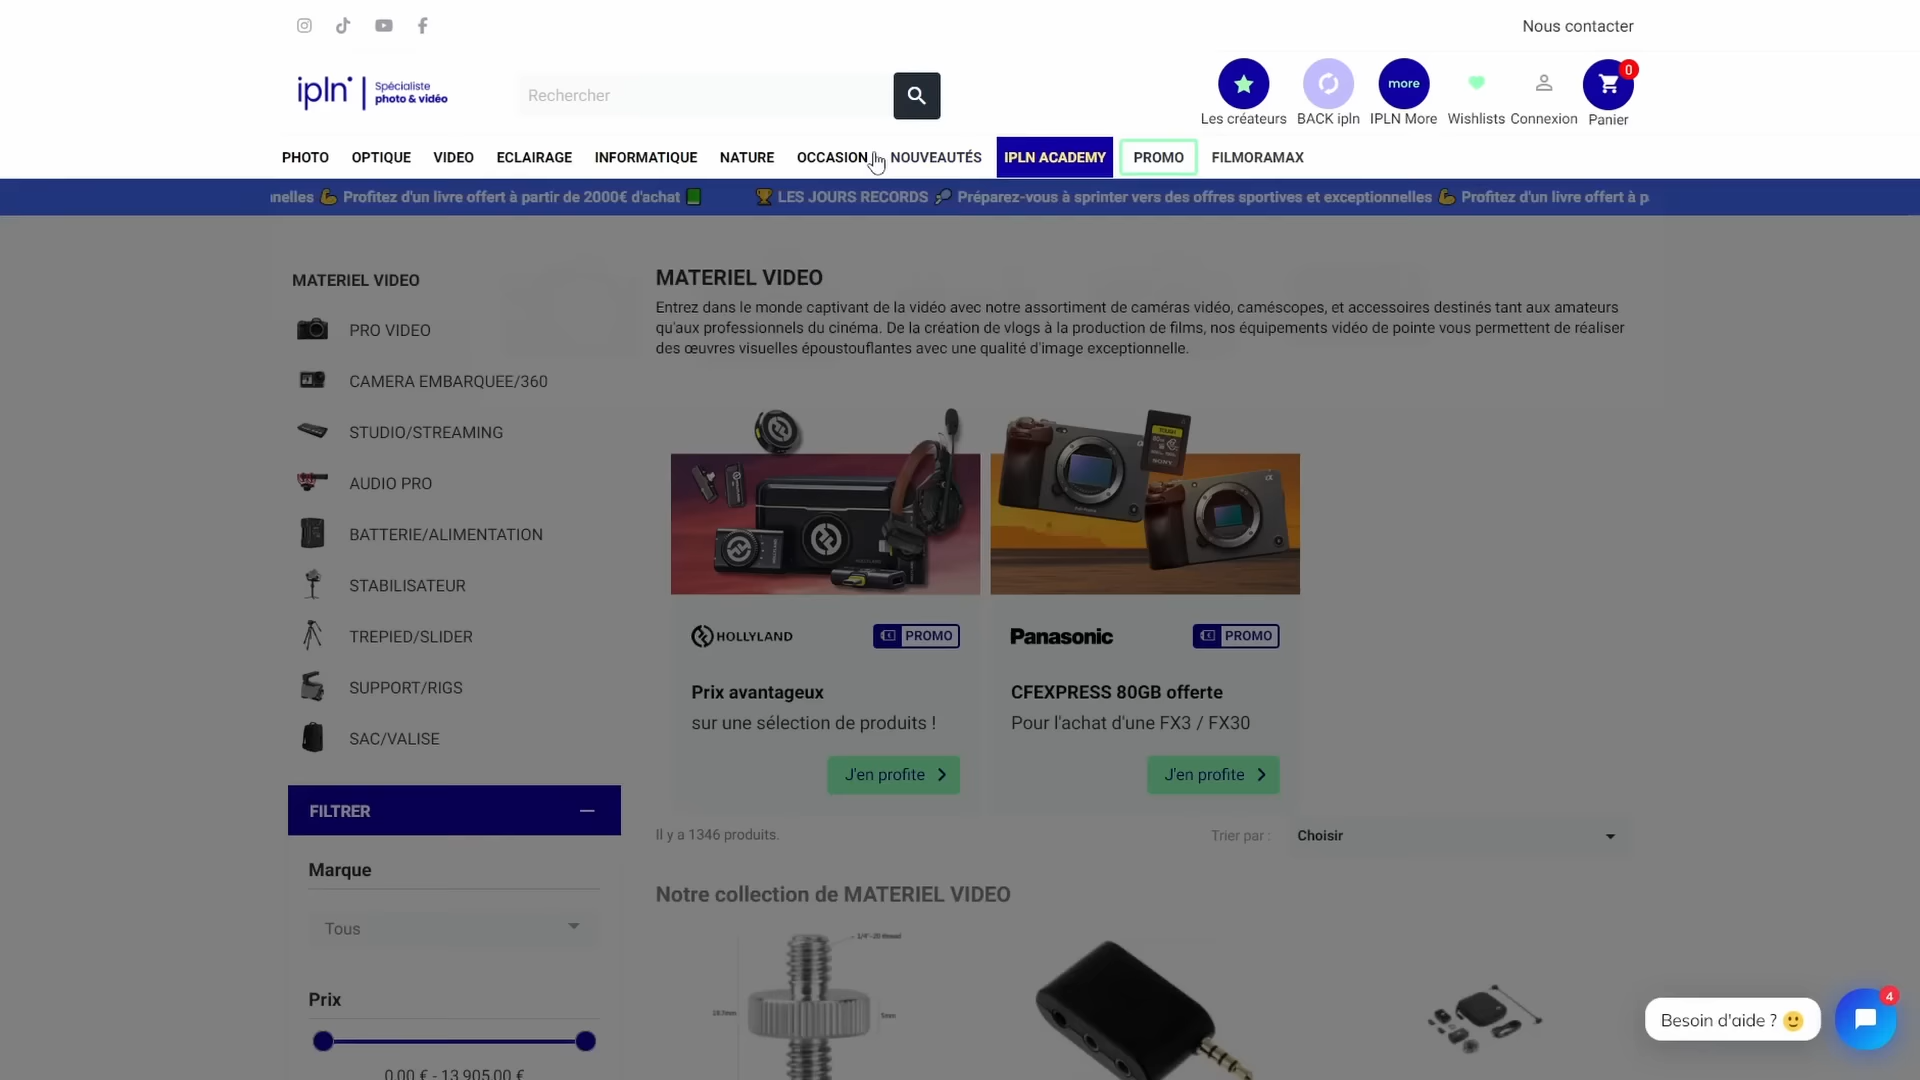 Nous contacter
ipln Spécialiste
photo & vidéo
Rechercher
more
0
Les créateurs BACK ipln IPLN More Wishlists Connexion Panier
PHOTO OPTIQUE VIDEO ECLAIRAGE INFORMATIQUE NATURE OCCASION NOUVEAUTÉS IPLN ACADEMY PROMO FILMORAMAX
nnelles 💪 Profitez d'un livre offert à partir de 2000€ d'achat 📗 🏆 LES JOURS RECORDS 🎾 Préparez-vous à sprinter vers des offres sportives et exceptionnelles 💪 Profitez d'un livre offert à p
MATERIEL VIDEO
PRO VIDEO
CAMERA EMBARQUEE/360
STUDIO/STREAMING
AUDIO PRO
BATTERIE/ALIMENTATION
STABILISATEUR
TREPIED/SLIDER
SUPPORT/RIGS
SAC/VALISE
FILTRER
Marque
Tous
Prix
0,00 € - 13 905,00 €
MATERIEL VIDEO
Entrez dans le monde captivant de la vidéo avec notre assortiment de caméras vidéo, caméscopes, et accessoires destinés tant aux amateurs
qu'aux professionnels du cinéma. De la création de vlogs à la production de films, nos équipements vidéo de pointe vous permettent de réaliser
des œuvres visuelles époustouflantes avec une qualité d'image exceptionnelle.
HOLLYLAND PROMO
Prix avantageux
sur une sélection de produits !
J'en profite
SONY
Panasonic PROMO
CFEXPRESS 80GB offerte
Pour l'achat d'une FX3 / FX30
J'en profite
Il y a 1346 produits.
Trier par : Choisir
Notre collection de MATERIEL VIDEO
1/4"-20 thread
5mm
Besoin d'aide ? 🙂
4